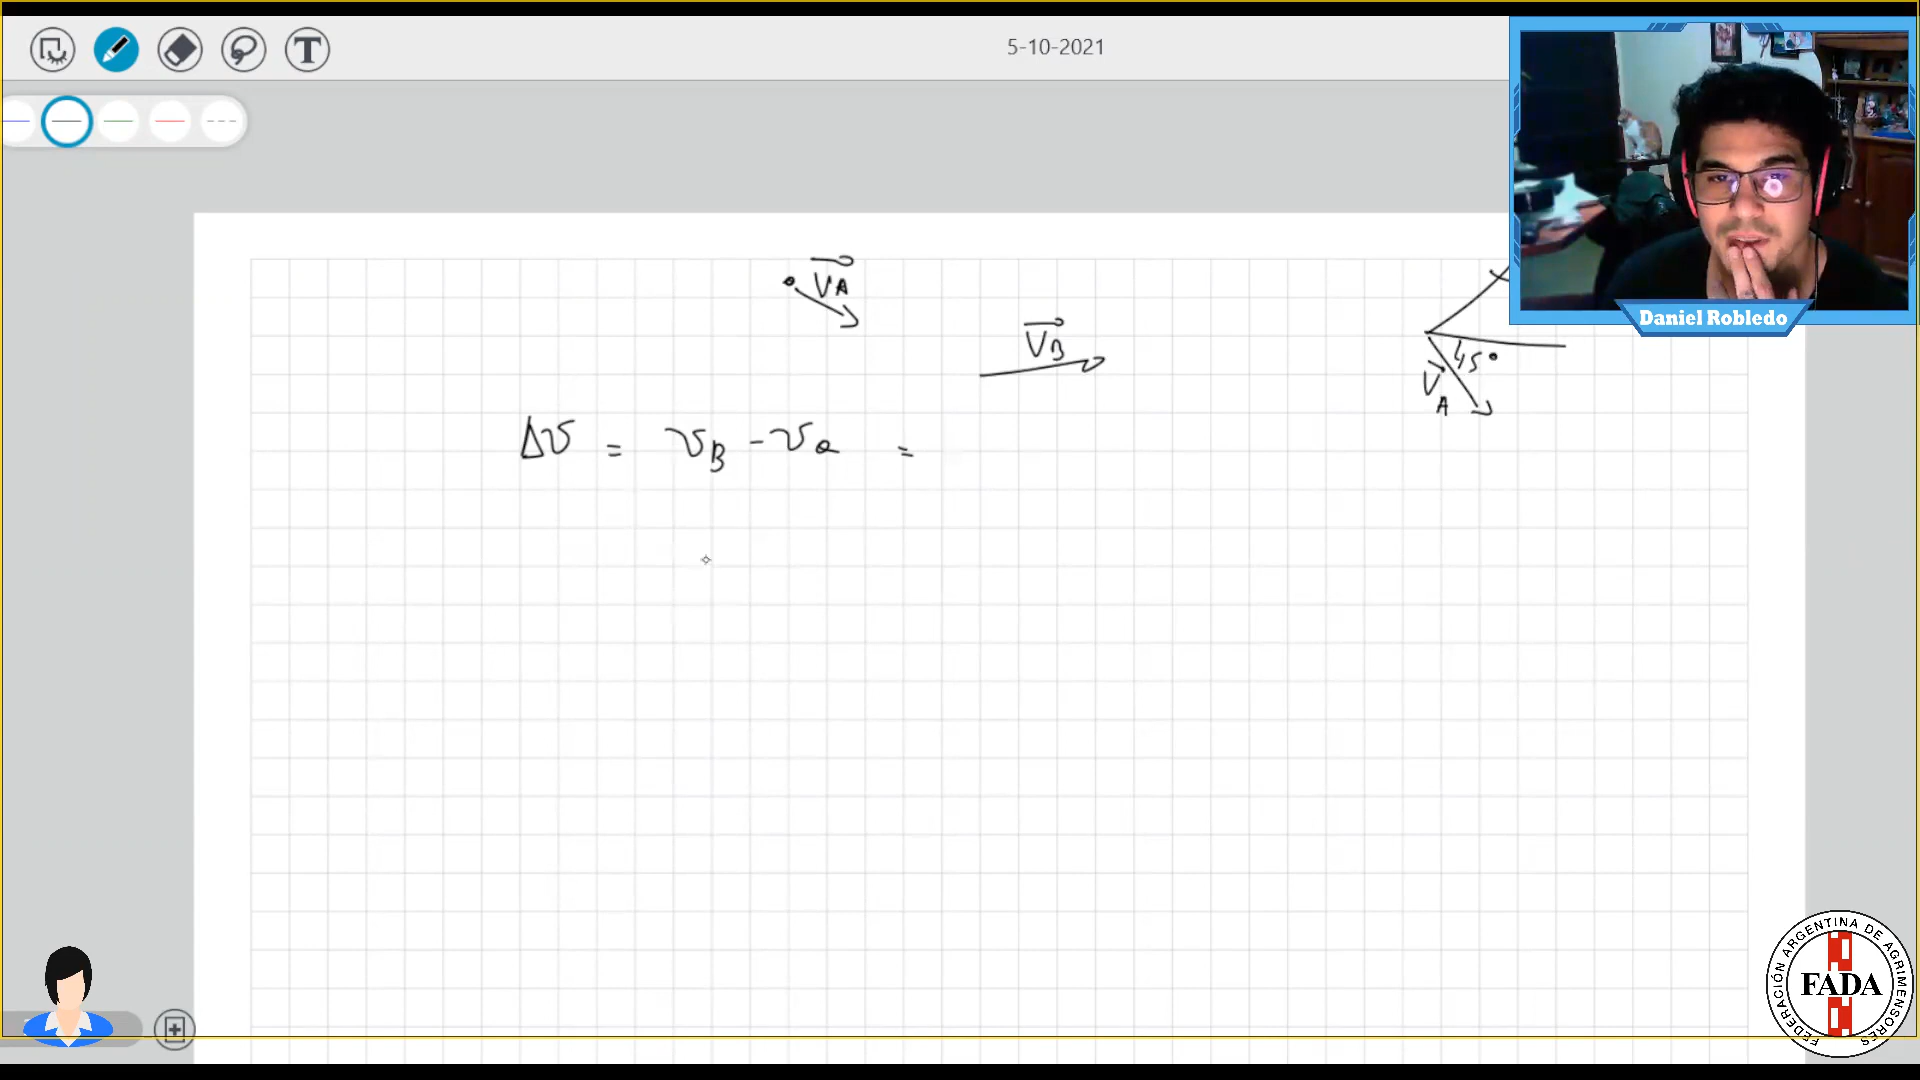 T
5-10-2021
Daniel Robledo
VA
VB
45°
VA
Δv = vB - va =
FEDERACIÓN ARGENTINA DE AGRIMENSORES
FADA